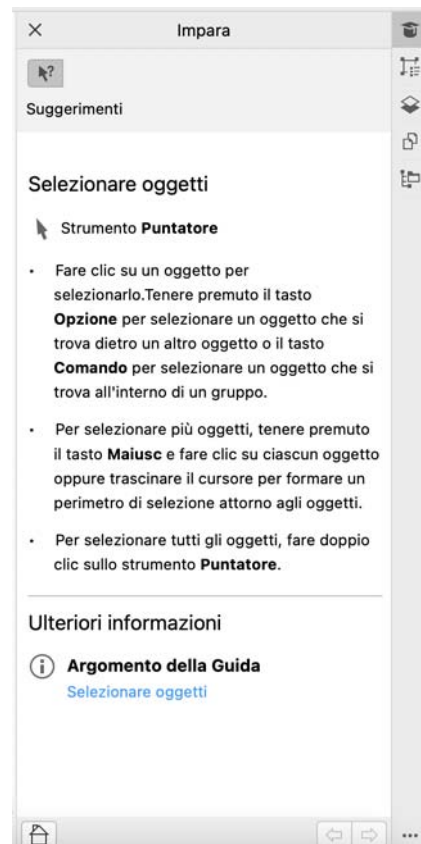 Impara
Suggerimenti
Selezionare oggetti
Strumento Puntatore
• Fare clic su un oggetto per
selezionarlo.Tenere premuto il tasto
Opzione per selezionare un oggetto che si
trova dietro un altro oggetto o il tasto
Comando per selezionare un oggetto che si
trova all'interno di un gruppo.
• Per selezionare più oggetti, tenere premuto
il tasto Maiusc e fare clic su ciascun oggetto
oppure trascinare il cursore per formare un
perimetro di selezione attorno agli oggetti.
• Per selezionare tutti gli oggetti, fare doppio
clic sullo strumento Puntatore.
Ulteriori informazioni
Argomento della Guida
Selezionare oggetti